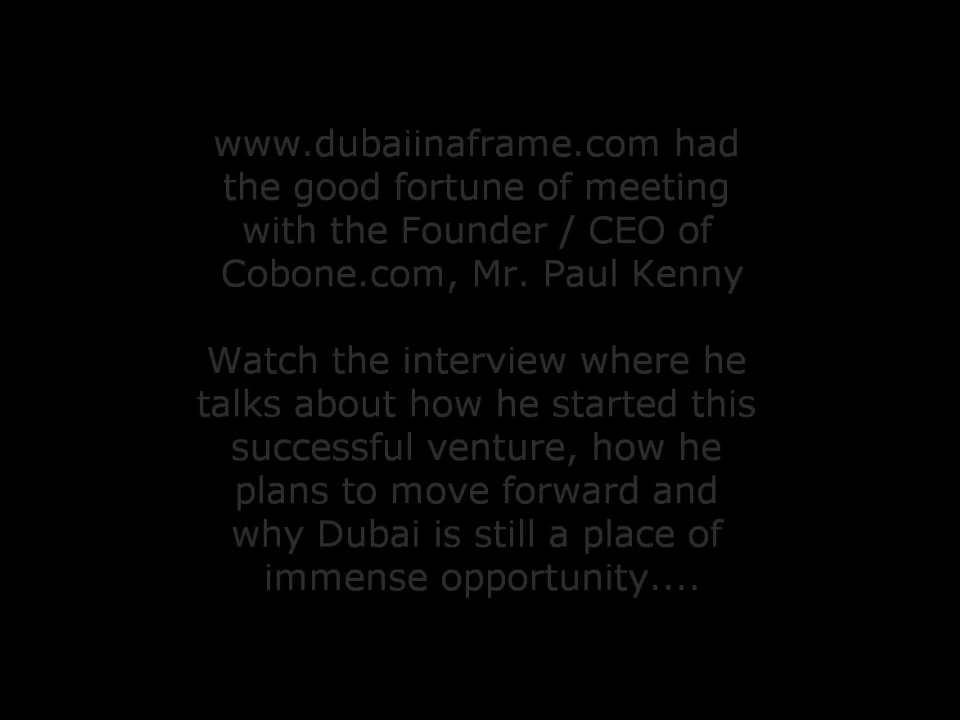 www.dubaiinaframe.com had
the good fortune of meeting
with the Founder / CEO of
Cobone.com, Mr. Paul Kenny
Watch the interview where he
talks about how he started this
successful venture, how he
plans to move forward and
why Dubai is still a place of
immense opportunity....